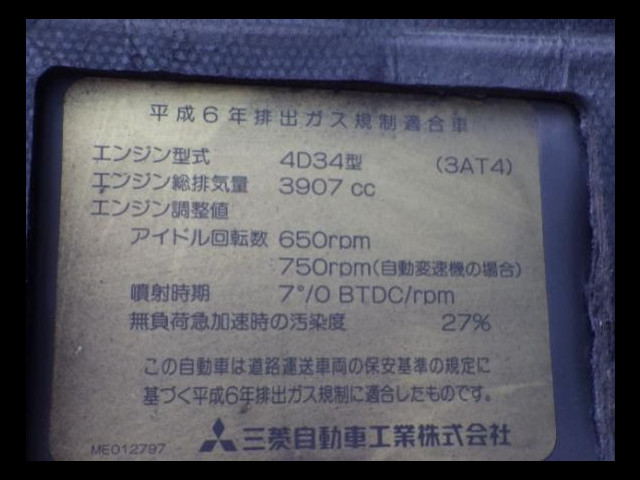 平成6年排出ガス規制適合車
エンジン型式 4D34型 (3AT4)
エンジン総排気量 3907 cc
エンジン調整値
アイドル回転数 650rpm
750rpm(自動変速機の場合)
噴射時期 7°/0 BTDC/rpm
無負荷急加速時の汚染度 27%
この自動車は道路運送車両の保安基準の規定に
基づく平成6年排出ガス規制に適合したものです。
三菱自動車工業株式会社
ME012797